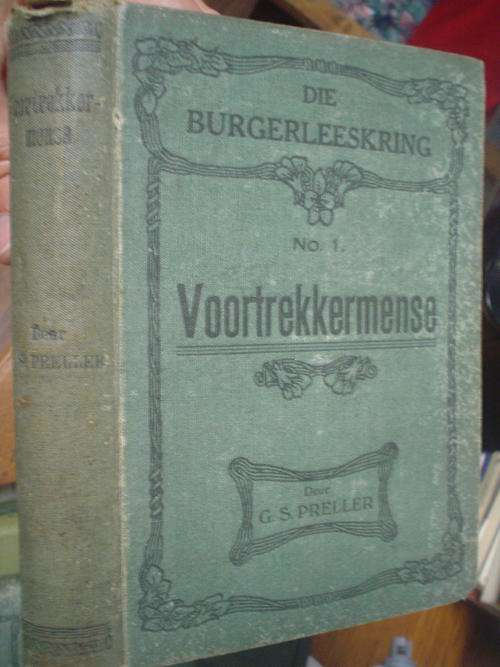 DIE
BURGERLEESKRING
No. 1.
Voortrekkermense
Deur
G. S. PRELLER
Voortrekker-
mense
Deur
S. PRELLER